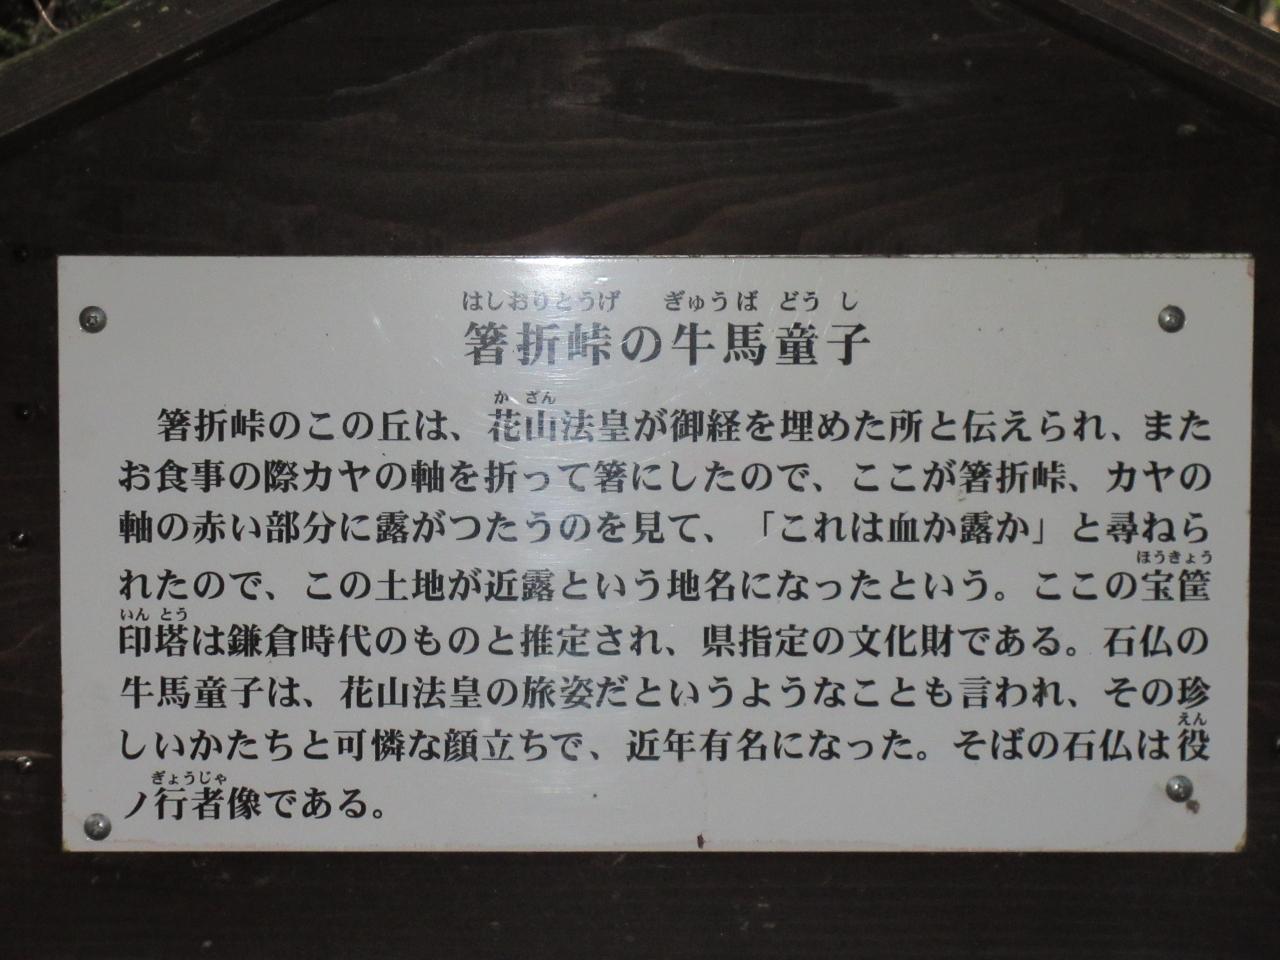 はしおりとうげ ぎゅうば どうし
箸折峠の牛馬童子
かざん
箸折峠のこの丘は、花山法皇が御経を埋めた所と伝えられ、また
お食事の際カヤの軸を折って箸にしたので、ここが箸折峠、カヤの
軸の赤い部分に露がつたうのを見て、「これは血か露か」と尋ねら
ほうきょう
れたので、この土地が近露という地名になったという。ここの宝筐
いんとう
印塔は鎌倉時代のものと推定され、県指定の文化財である。石仏の
牛馬童子は、花山法皇の旅姿だというようなことも言われ、その珍
えん
しいかたちと可憐な顔立ちで、近年有名になった。そばの石仏は役
ぎょうじゃ
ノ行者像である。